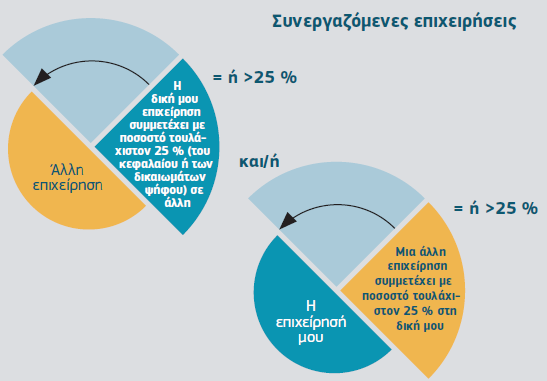 Συνεργαζόμενες επιχειρήσεις
= ή >25 %
Η
δική μου
επιχείρηση
συμμετέχει με
ποσοστό τουλά-
χιστον 25 % (του
κεφαλαίου ή των
δικαιωμάτων
ψήφου) σε
άλλη
Άλλη
επιχείρηση
και/ή
= ή >25 %
Μια άλλη
επιχείρηση
συμμετέχει με
ποσοστό τουλάχι-
στον 25 % στη
δική μου
Η
επιχείρησή
μου